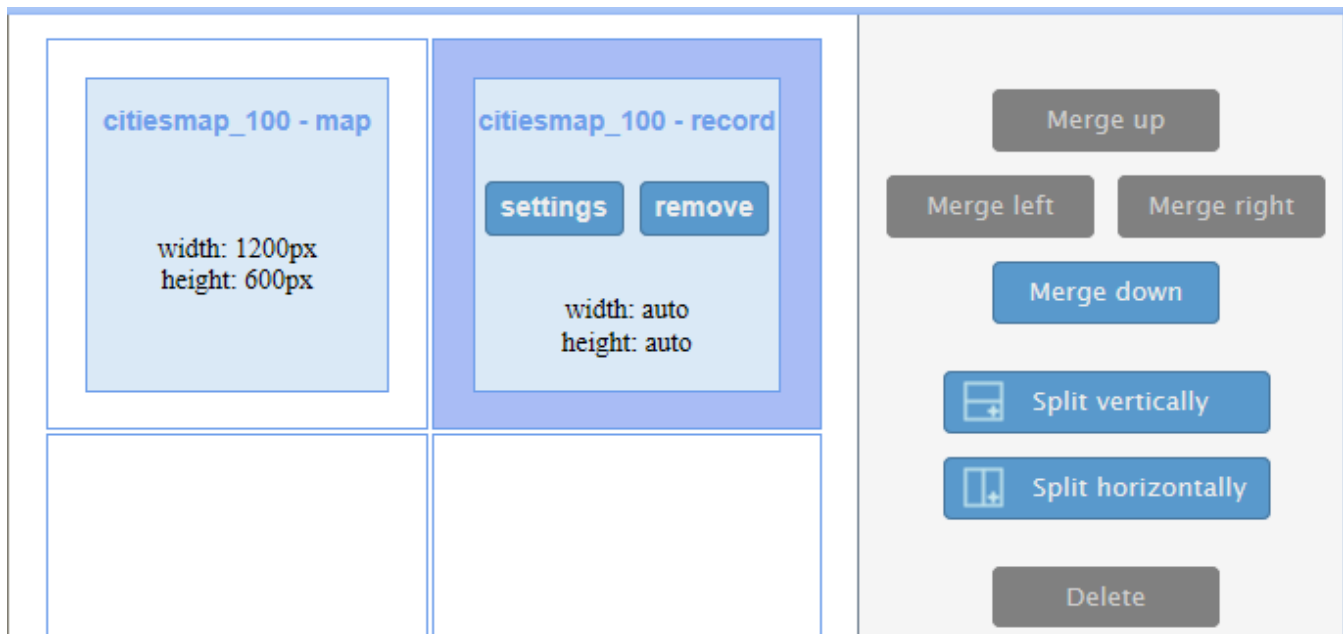 citiesmap_100 - map
width: 1200px
height: 600px
citiesmap_100 - record
settings remove
width: auto
height: auto
Merge up
Merge left Merge right
Merge down
Split vertically
Split horizontally
Delete